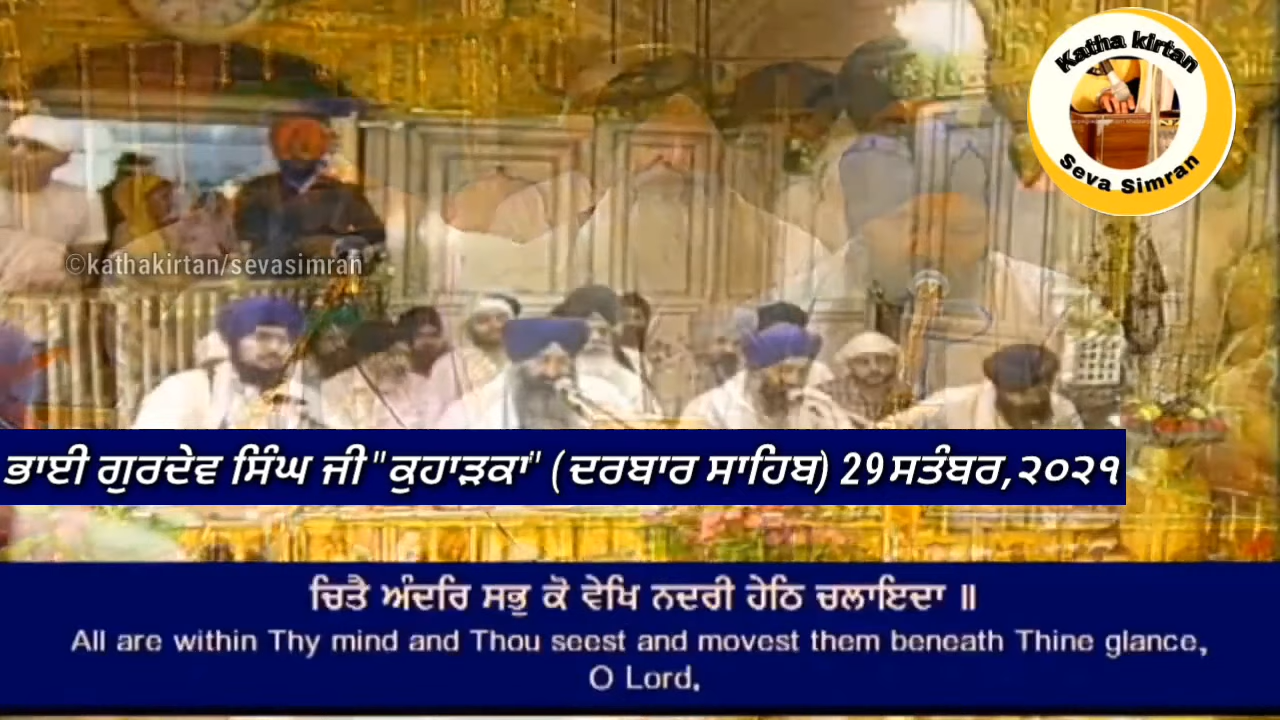 Katha kirtan
Seva Simran
©kathakirtan/sevasimran
ਭਾਈ ਗੁਰਦੇਵ ਸਿੰਘ ਜੀ "ਕੁਹਾੜਕਾ" (ਦਰਬਾਰ ਸਾਹਿਬ) 29 ਸਤੰਬਰ,੨੦੨੧
ਚਿਤੈ ਅੰਦਰਿ ਸਭੁ ਕੋ ਵੇਖਿ ਨਦਰੀ ਹੇਠਿ ਚਲਾਇਦਾ ॥
All are within Thy mind and Thou seest and movest them beneath Thine glance,
O Lord.